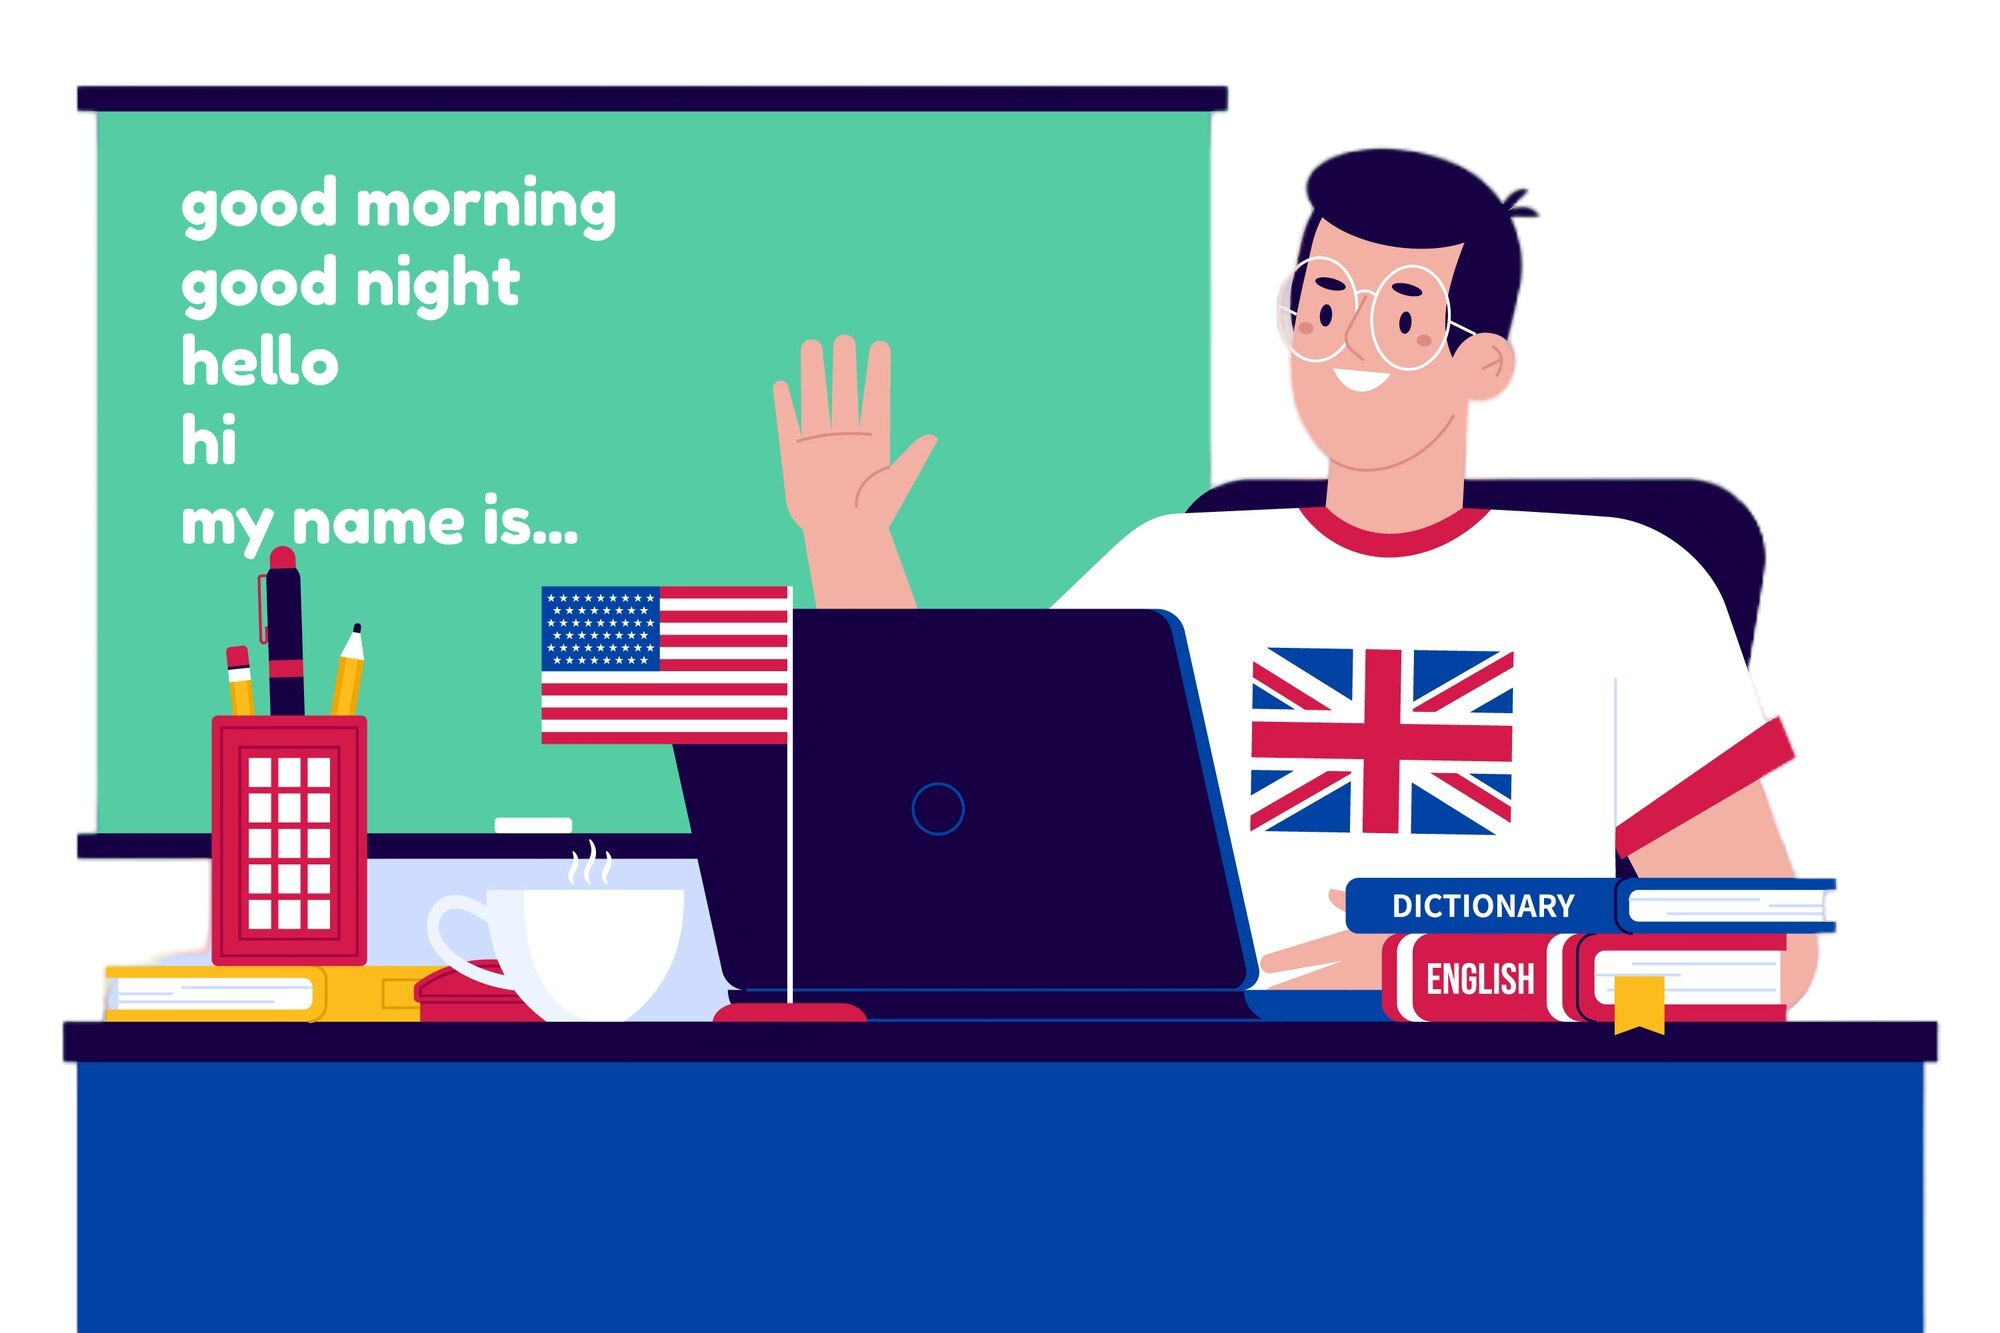 good morning
good night
hello
hi
my name is...
DICTIONARY
ENGLISH